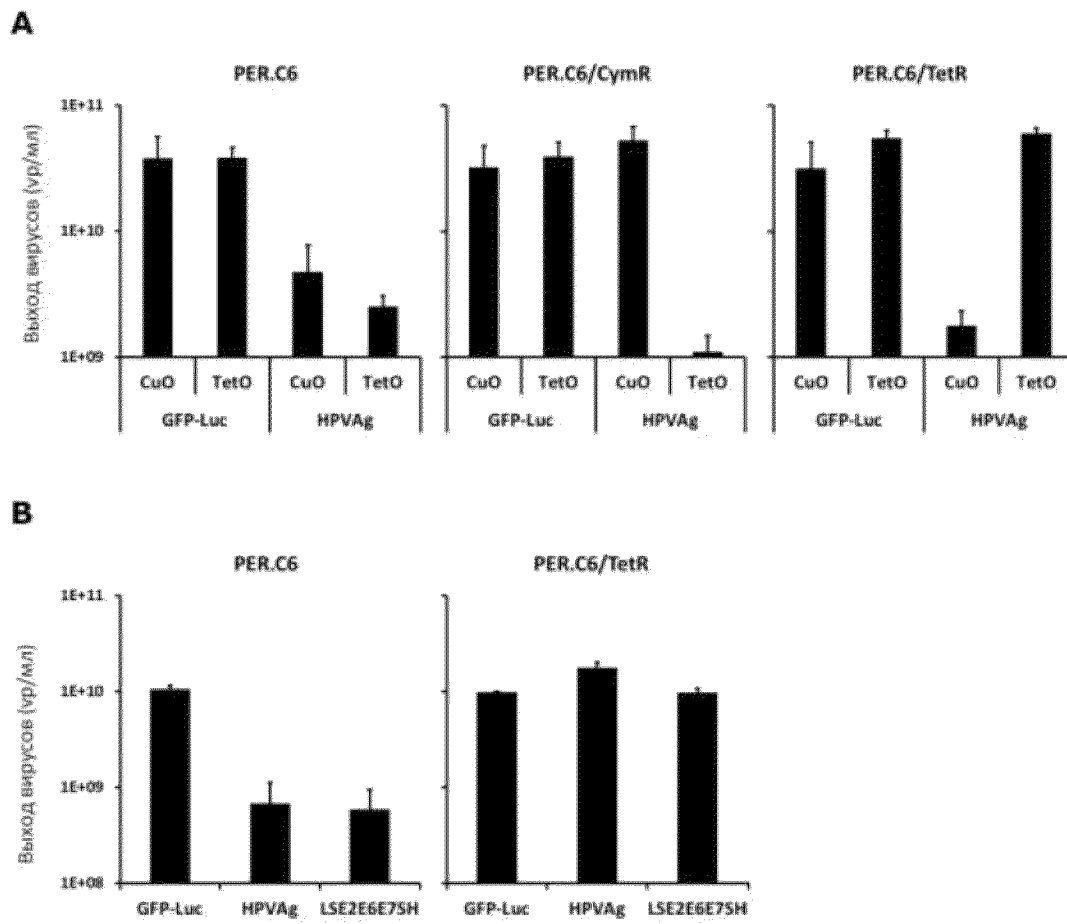 A
PER.C6 PER.C6/CymR PER.C6/TetR
Выход вирусов (vp/мл)
1E+11
1E+10
1E+09
CuO TetO CuO TetO CuO TetO CuO TetO CuO TetO CuO TetO
GFP-Luc HPVAg GFP-Luc HPVAg GFP-Luc HPVAg
B
PER.C6 PER.C6/TetR
Выход вирусов (vp/мл)
1E+11
1E+10
1E+09
1E+08
GFP-Luc HPVAg LSE2E6E7SH GFP-Luc HPVAg LSE2E6E7SH